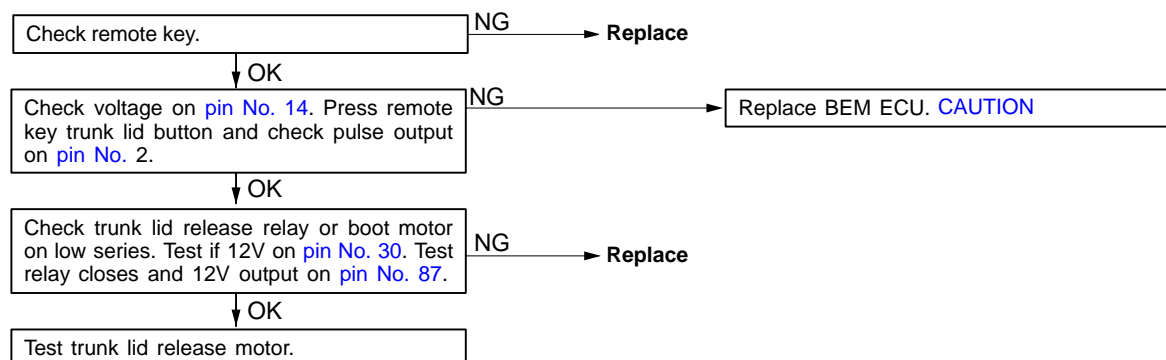 Check remote key.
NG
Replace
OK
Check voltage on pin No. 14. Press remote
key trunk lid button and check pulse output
on pin No. 2.
NG
Replace BEM ECU. CAUTION
OK
Check trunk lid release relay or boot motor
on low series. Test if 12V on pin No. 30. Test
relay closes and 12V output on pin No. 87.
NG
Replace
OK
Test trunk lid release motor.